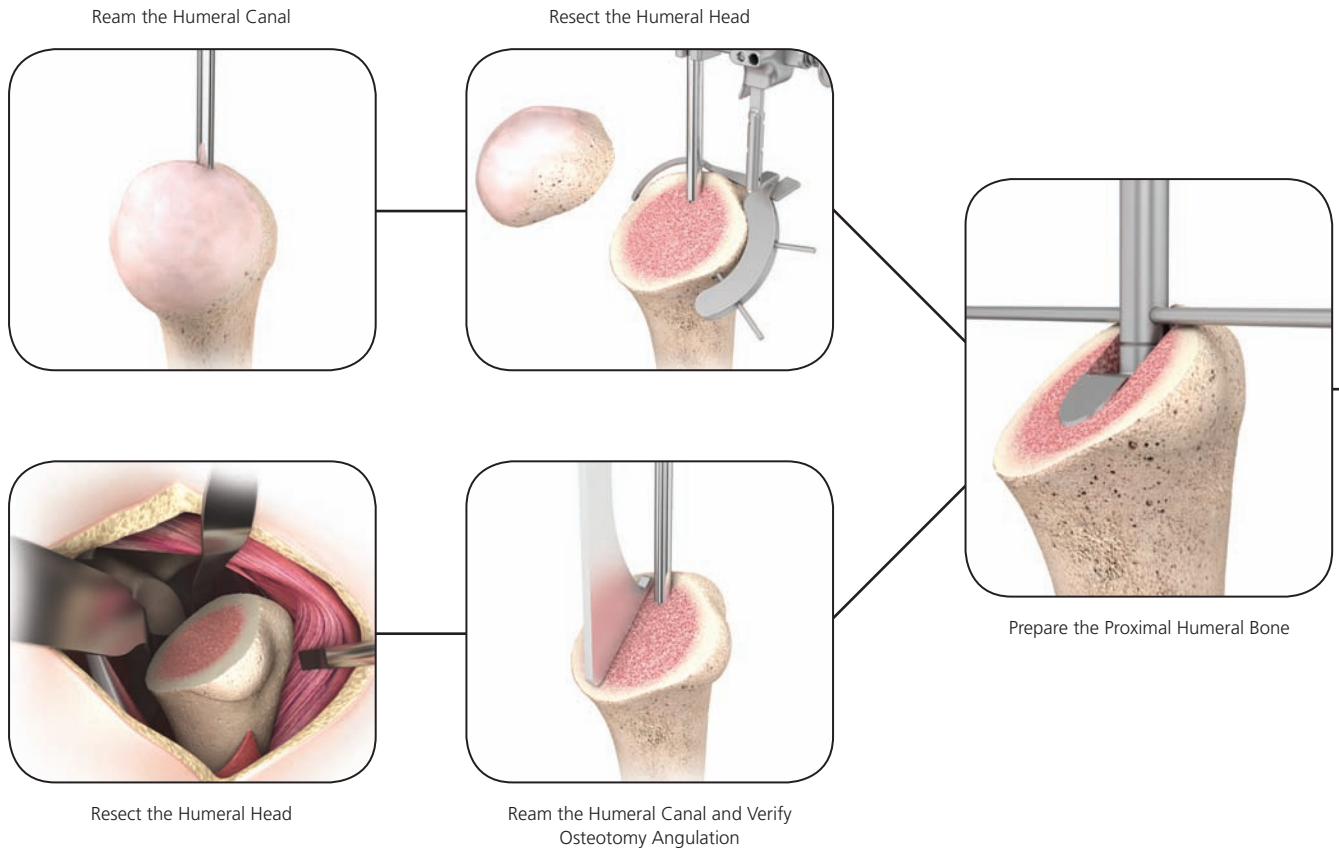 Ream the Humeral Canal
Resect the Humeral Head
Prepare the Proximal Humeral Bone
Resect the Humeral Head
Ream the Humeral Canal and Verify
Osteotomy Angulation